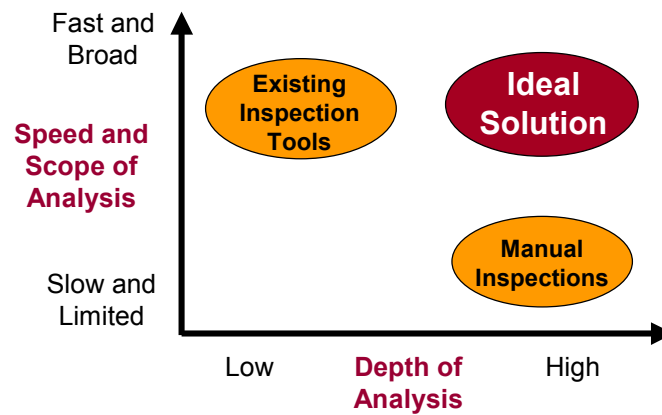 Fast and
Broad
Existing
Inspection
Tools
Ideal
Solution
Speed and
Scope of
Analysis
Manual
Inspections
Slow and
Limited
Low
Depth of
Analysis
High